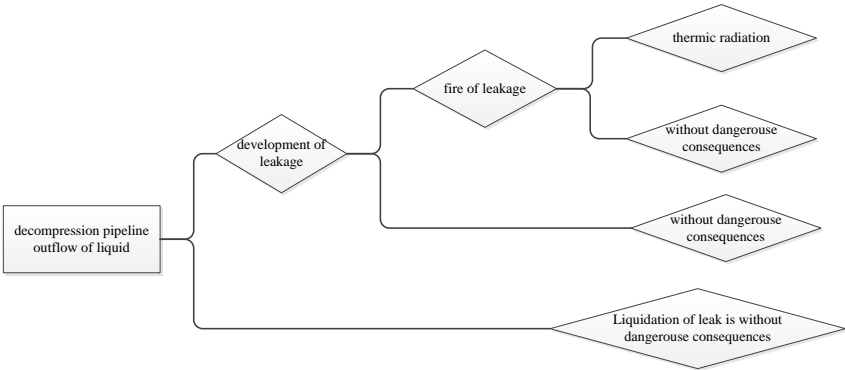 thermic radiation
fire of leakage
without dangerouse
consequences
development of
leakage
without dangerouse
consequences
decompression pipeline
outflow of liquid
Liquidation of leak is without
dangerouse consequences